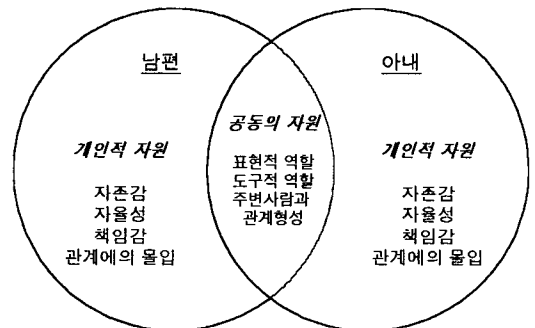 남편
개인적 자원
자존감
자율성
책임감
관계에의 몰입
공동의 자원
표현적 역할
도구적 역할
주변사람과
관계형성
아내
개인적 자원
자존감
자율성
책임감
관계에의 몰입